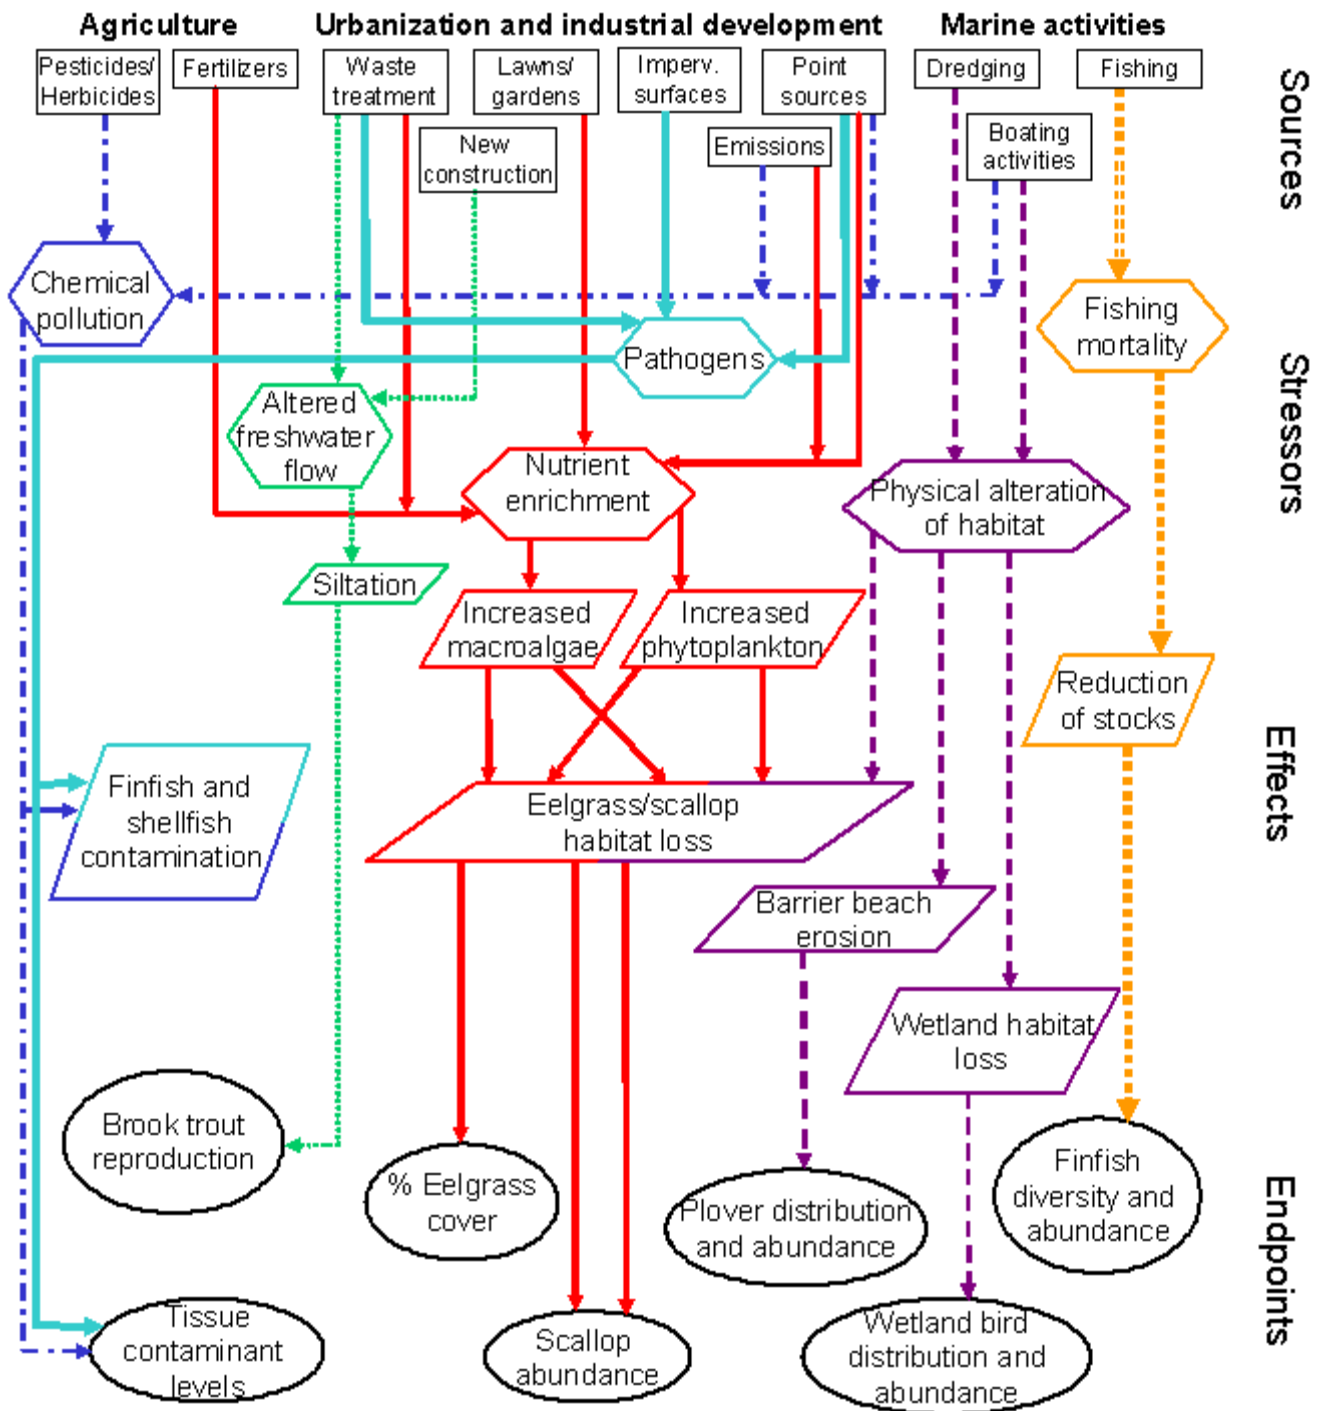 Agriculture
Urbanization and industrial development
Marine activities
Pesticides/
Herbicides
Fertilizers
Waste
treatment
Lawns/
gardens
Imperv.
surfaces
Point
sources
Dredging
Fishing
Sources
New
construction
Emissions
Boating
activities
Chemical
pollution
Fishing
mortality
Pathogens
Stressors
Altered
freshwater
flow
Nutrient
enrichment
Physical alteration
of habitat
Siltation
Increased
macroalgae
Increased
phytoplankton
Reduction
of stocks
Effects
Finfish and
shellfish
contamination
Eelgrass/scallop
habitat loss
Barrier beach
erosion
Wetland habitat
loss
Brook trout
reproduction
% Eelgrass
cover
Plover distribution
and abundance
Finfish
diversity and
abundance
Endpoints
Tissue
contaminant
levels
Scallop
abundance
Wetland bird
distribution and
abundance